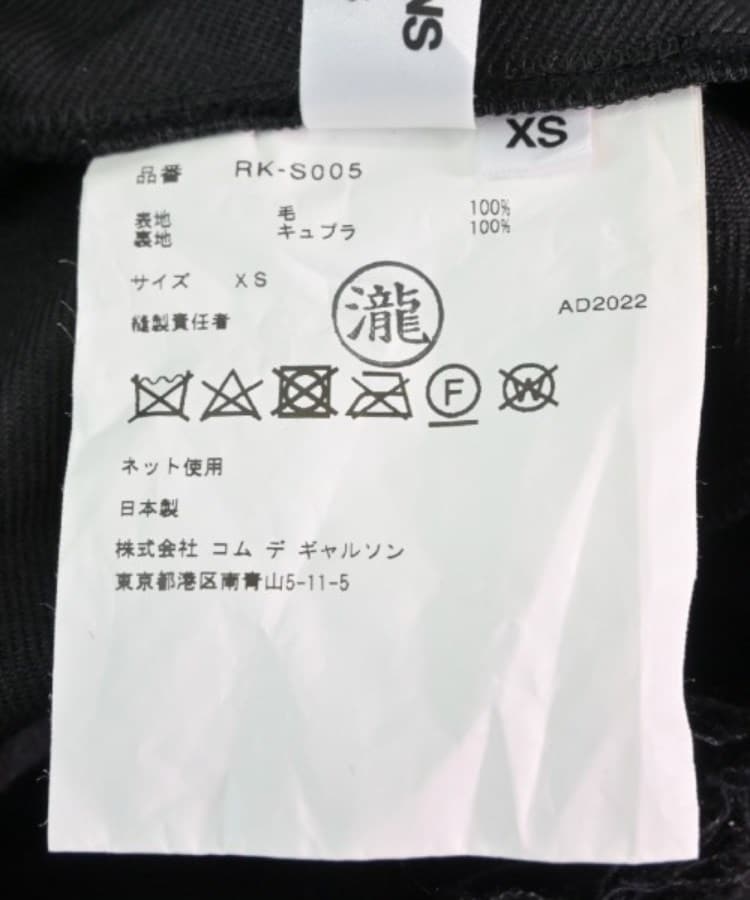 NS
XS
品番 RK-S005
表地 毛 100%
裏地 キュプラ 100%
サイズ XS
瀧
縫製責任者
AD2022
F
W
ネット使用
日本製
株式会社 コム デ ギャルソン
東京都港区南青山5-11-5